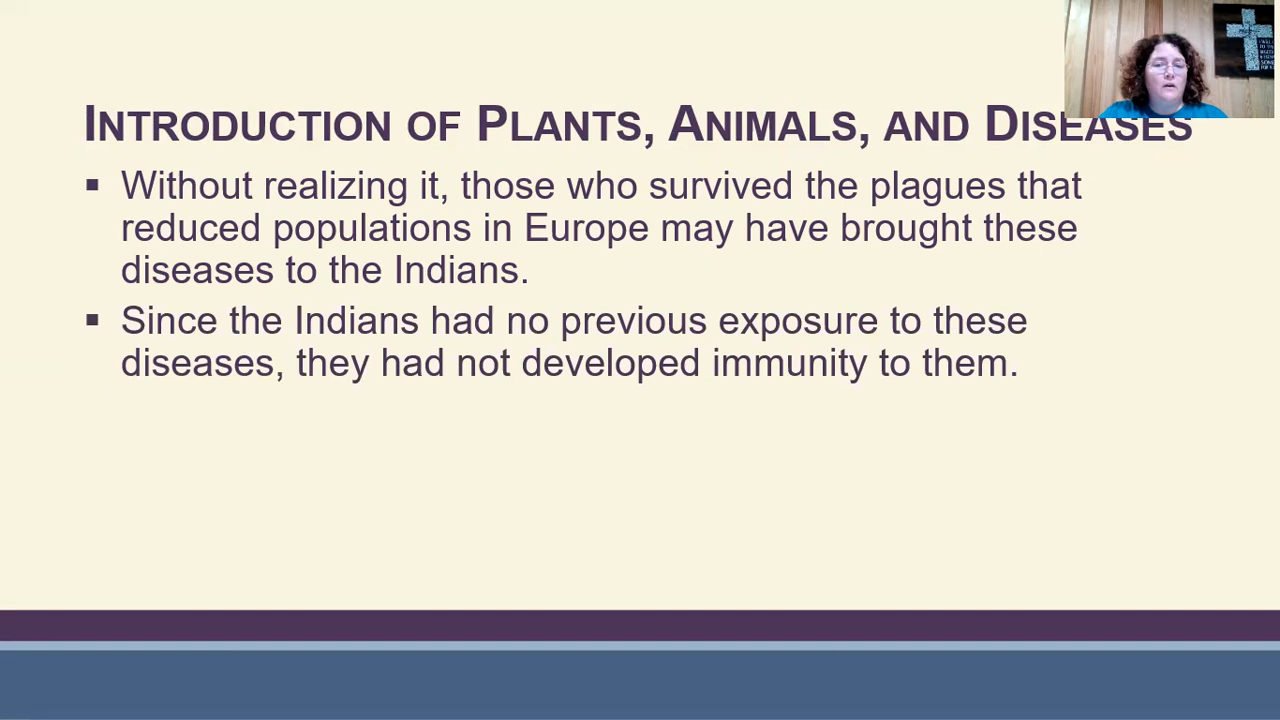 INTRODUCTION OF PLANTS, ANIMALS, AND DISEASES
▪ Without realizing it, those who survived the plagues that
reduced populations in Europe may have brought these
diseases to the Indians.
▪ Since the Indians had no previous exposure to these
diseases, they had not developed immunity to them.